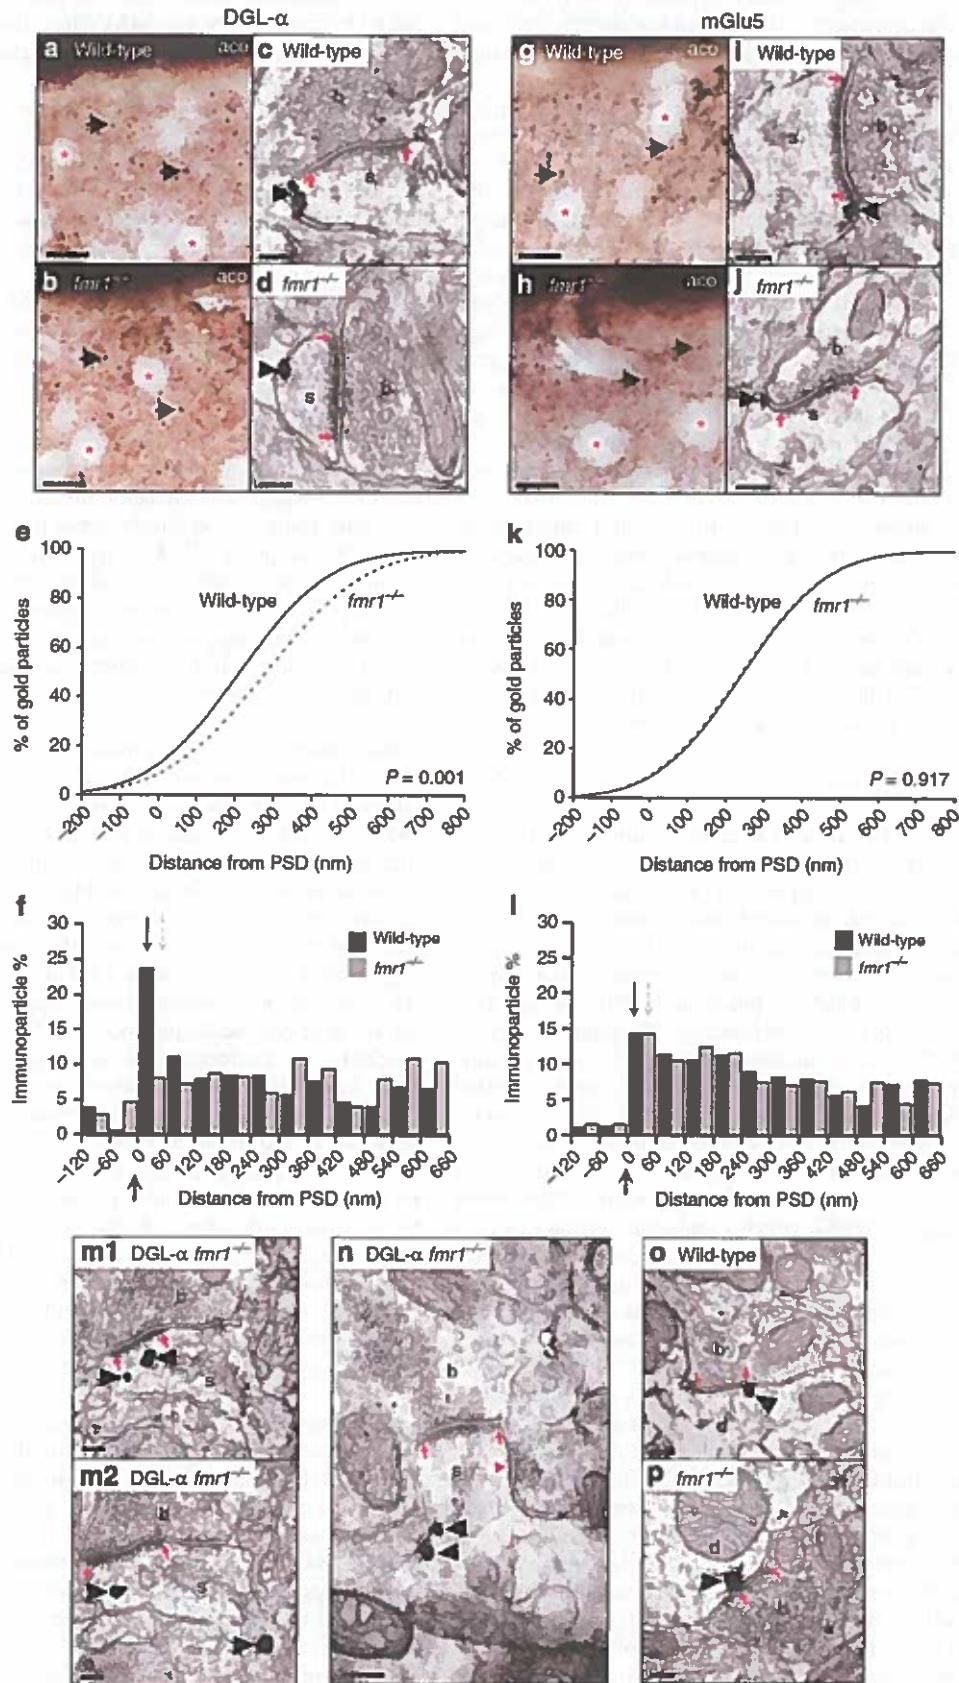 DGL-α
mGlu5
a Wild-type aco
c Wild-type
b
s
g Wild-type aco
i Wild-type
s b
b fmr1-/- aco
d fmr1-/-
s b
h fmr1-/- aco
j fmr1-/-
b
s
e
% of gold particles
100
80
60
40
20
0
Wild-type fmr1-/-
P = 0.001
-200 -100 0 100 200 300 400 500 600 700 800
Distance from PSD (nm)
k
% of gold particles
100
80
60
40
20
0
Wild-type fmr1-/-
P = 0.917
-200 -100 0 100 200 300 400 500 600 700 800
Distance from PSD (nm)
f
Immunoparticle %
30
25
20
15
10
5
0
Wild-type
fmr1-/-
-120 -60 0 60 120 180 240 300 360 420 480 540 600 660
Distance from PSD (nm)
l
Immunoparticle %
30
25
20
15
10
5
0
Wild-type
fmr1-/-
-120 -60 0 60 120 180 240 300 360 420 480 540 600 660
Distance from PSD (nm)
m1 DGL-α fmr1-/-
b
s
n DGL-α fmr1-/-
b
s
o Wild-type
b
d
m2 DGL-α fmr1-/-
b
s
p fmr1-/-
d
b